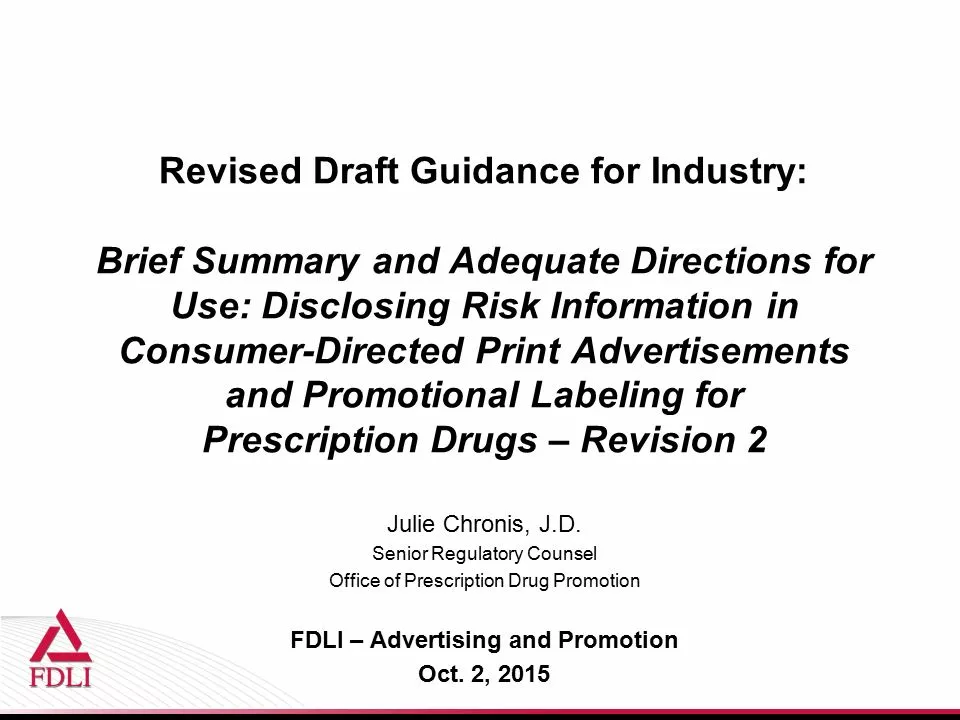 Revised Draft Guidance for Industry:
Brief Summary and Adequate Directions for
Use: Disclosing Risk Information in
Consumer-Directed Print Advertisements
and Promotional Labeling for
Prescription Drugs – Revision 2
Julie Chronis, J.D.
Senior Regulatory Counsel
Office of Prescription Drug Promotion
FDLI – Advertising and Promotion
Oct. 2, 2015
FDLI